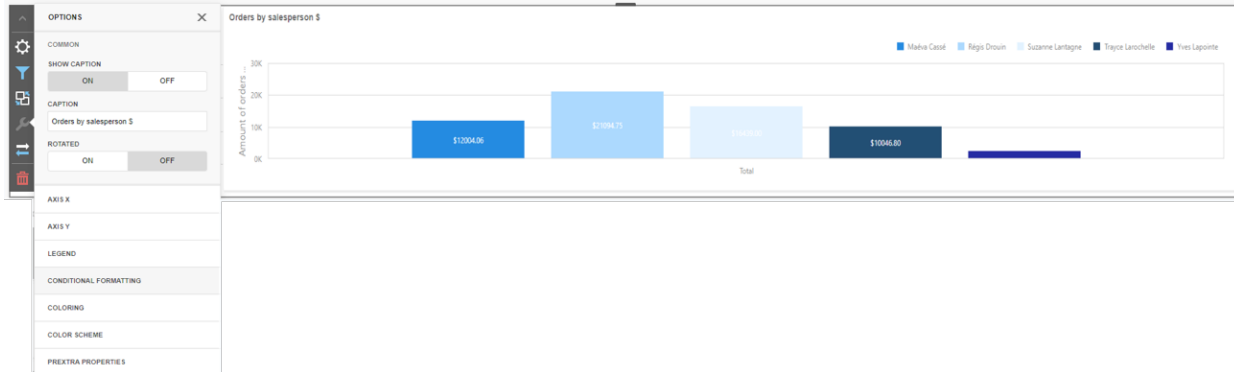 OPTIONS
COMMON
SHOW CAPTION
ON OFF
CAPTION
Orders by salesperson $
ROTATED
ON OFF
AXIS X
AXIS Y
LEGEND
CONDITIONAL FORMATTING
COLORING
COLOR SCHEME
PREXTRA PROPERTIES
Orders by salesperson $
Maéva Cassé Régis Drouin Suzanne Lantagne Trayce Larochelle Yves Lapointe
Amount of orders ...
30K
20K
10K
0K
$12004.06
$21094.75
$10046.80
Total